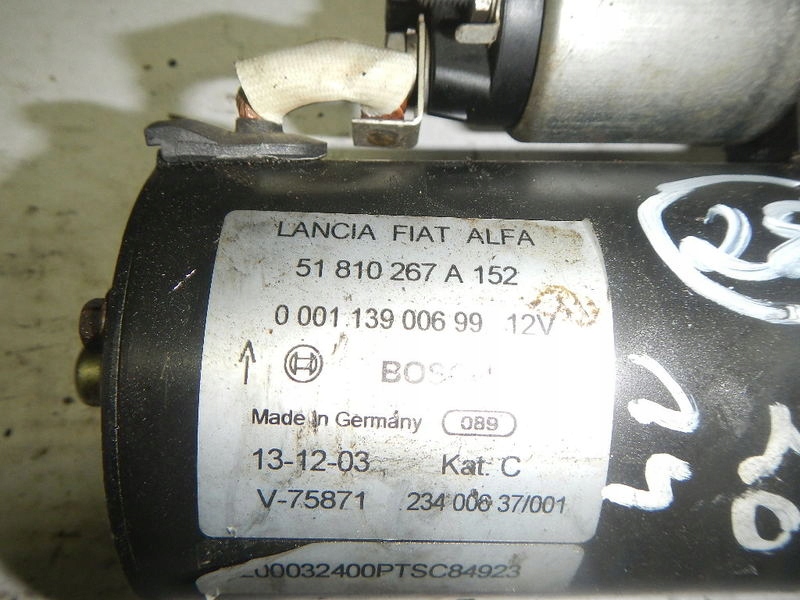 LANCIA FIAT ALFA
51 810 267 A 152
0 001 139 006 99 12V
BOSCH
Made in Germany 089
13-12-03 Kat. C
V-75871 234 006 37/001
200032400PTSC84923